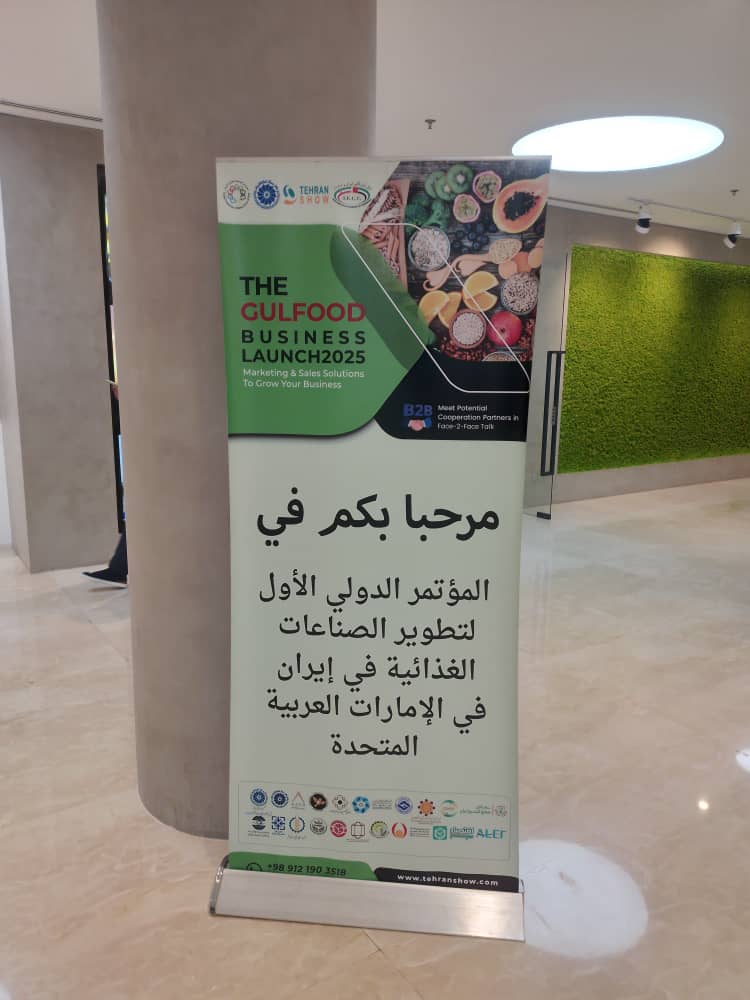 TEHRAN
SHOW
THE
GULFOOD
BUSINESS
LAUNCH2025
Marketing & Sales Solutions
To Grow Your Business
B2B
Meet Potential
Cooperation Partners in
Face-2-Face Talk
مرحبا بكم في
المؤتمر الدولي الأول
لتطوير الصناعات
الغذائية في إيران
في الإمارات العربية
المتحدة
+98 912 190 3518
www.tehranshow.com